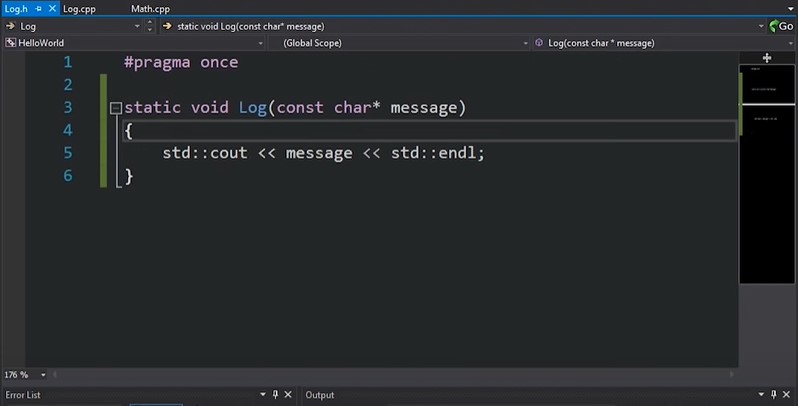 Log.h Log.cpp Math.cpp
Log static void Log(const char* message) Go
HelloWorld (Global Scope) Log(const char * message)
1 #pragma once
2
3 static void Log(const char* message)
4 {
5 std::cout << message << std::endl;
6 }
176 %
Error List Output